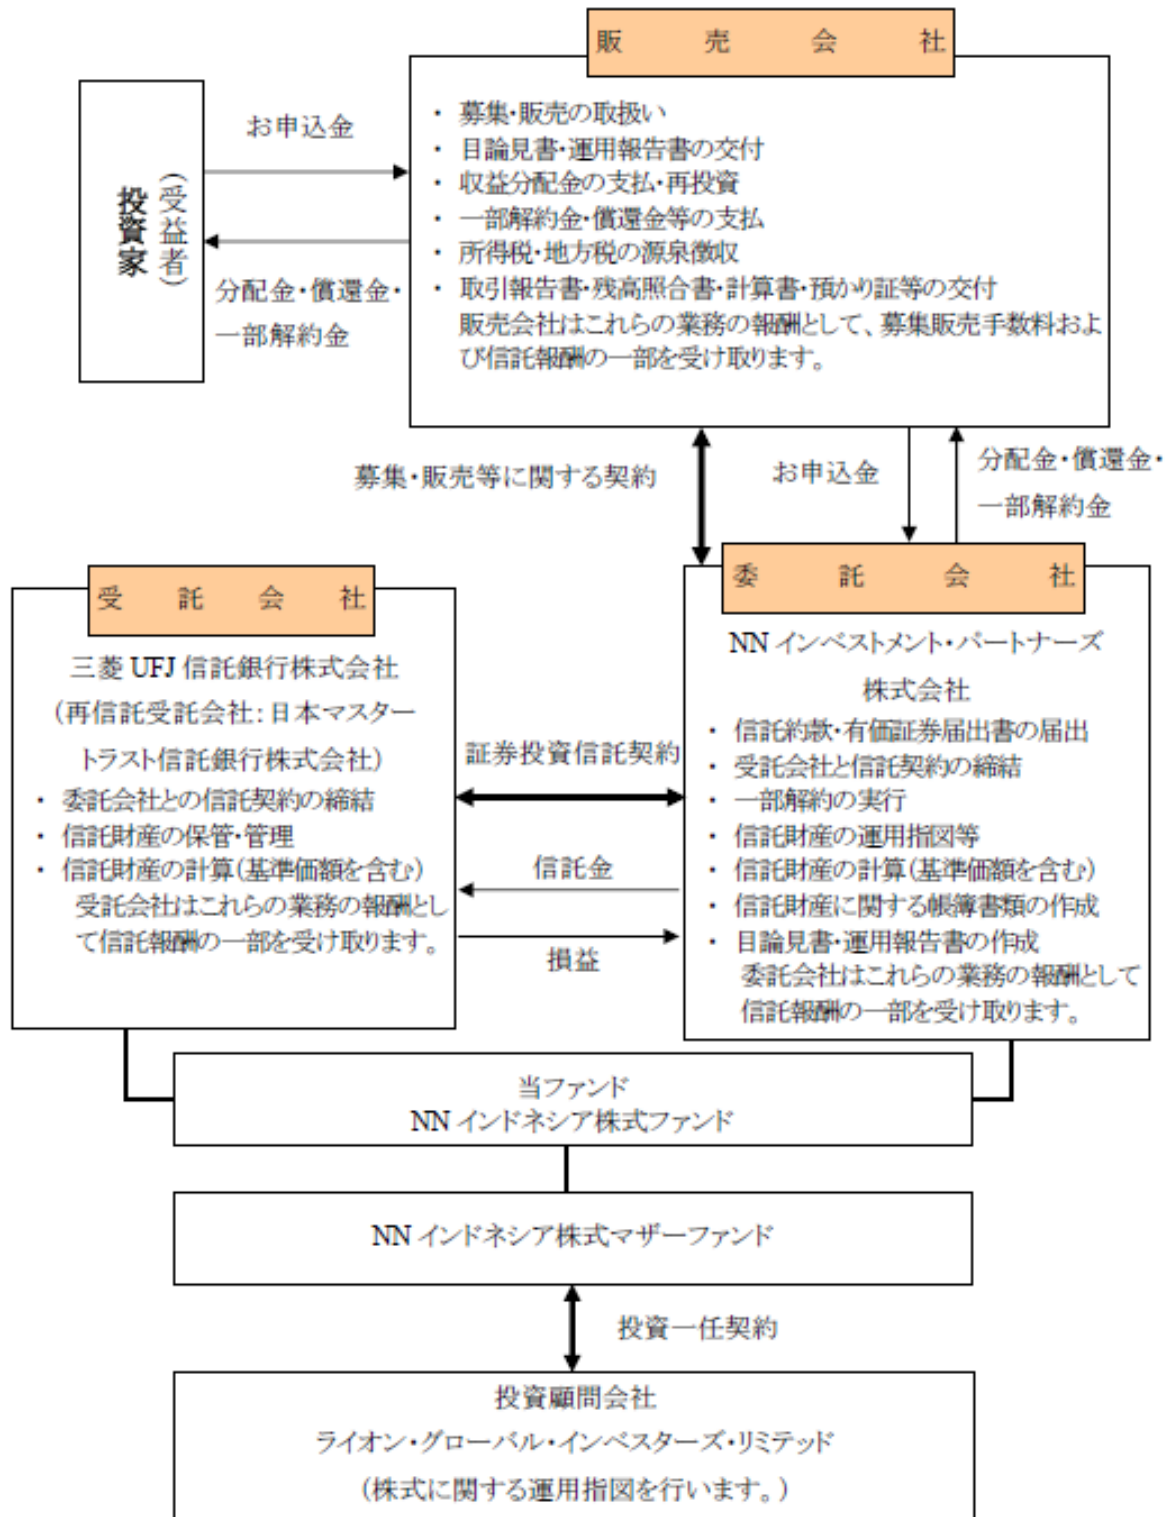 販売会社
・ 募集・販売の取扱い
・ 目論見書・運用報告書の交付
・ 収益分配金の支払・再投資
・ 一部解約金・償還金等の支払
・ 所得税・地方税の源泉徴収
・ 取引報告書・残高照合書・計算書・預かり証等の交付
販売会社はこれらの業務の報酬として、募集販売手数料およ
び信託報酬の一部を受け取ります。
投資家
(受益者)
お申込金
分配金・償還金・
一部解約金
募集・販売等に関する契約
お申込金
分配金・償還金・
一部解約金
受託会社
三菱 UFJ 信託銀行株式会社
(再信託受託会社:日本マスター
トラスト信託銀行株式会社)
・ 委託会社との信託契約の締結
・ 信託財産の保管・管理
・ 信託財産の計算(基準価額を含む)
受託会社はこれらの業務の報酬とし
て信託報酬の一部を受け取ります。
証券投資信託契約
信託金
損益
委託会社
NN インベストメント・パートナーズ
株式会社
・ 信託約款・有価証券届出書の届出
・ 受託会社と信託契約の締結
・ 一部解約の実行
・ 信託財産の運用指図等
・ 信託財産の計算(基準価額を含む)
・ 信託財産に関する帳簿書類の作成
・ 目論見書・運用報告書の作成
委託会社はこれらの業務の報酬として
信託報酬の一部を受け取ります。
当ファンド
NN インドネシア株式ファンド
NN インドネシア株式マザーファンド
投資一任契約
投資顧問会社
ライオン・グローバル・インベスターズ・リミテッド
(株式に関する運用指図を行います。)